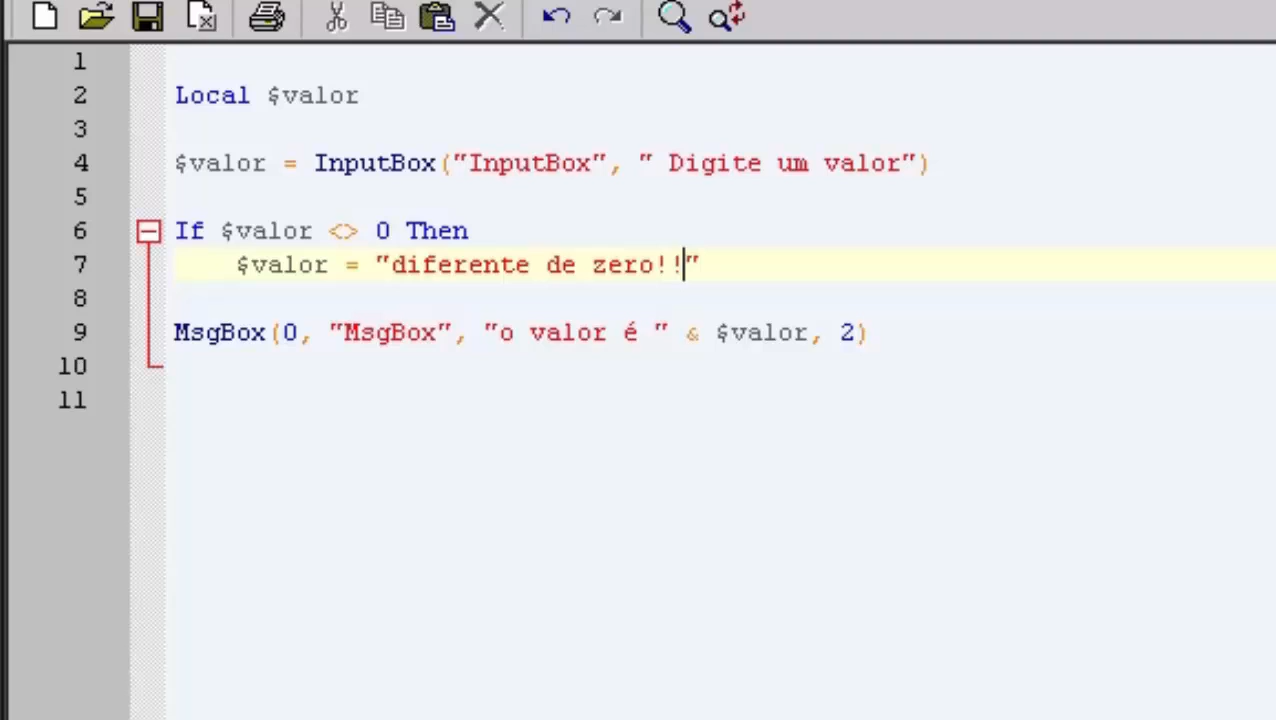 1
2 Local $valor
3
4 $valor = InputBox("InputBox", " Digite um valor")
5
6 If $valor <> 0 Then
7 $valor = "diferente de zero!!"
8
9 MsgBox(0, "MsgBox", "o valor é " & $valor, 2)
10
11